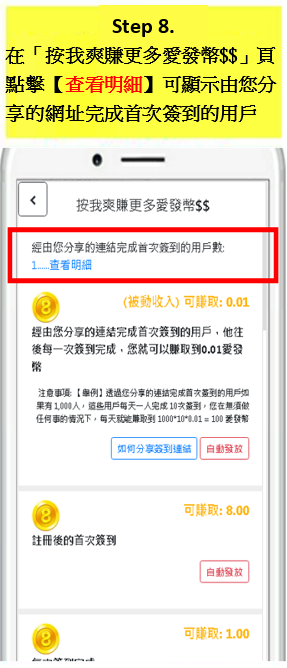 Step 8.
在「按我爽賺更多愛發幣$$」頁
點擊【查看明細】可顯示由您分
享的網址完成首次簽到的用戶
按我爽賺更多愛發幣$$
經由您分享的連結完成首次簽到的用戶數:
1......查看明細
(被動收入) 可賺取: 0.01
經由您分享的連結完成首次簽到的用戶，他往
後每一次簽到完成，您就可以賺取到0.01愛發
幣
注意事項: 【舉例】透過您分享的連結完成首次簽到的用戶如
果有 1,000人，這些用戶每天一人完成 10次簽到，您在無須做
任何事的情況下，每天就能賺取到 1000*10*0.01 = 100 愛發幣
如何分享簽到連結
自動發放
可賺取: 8.00
註冊後的首次簽到
自動發放
可賺取: 1.00
每次簽到完成